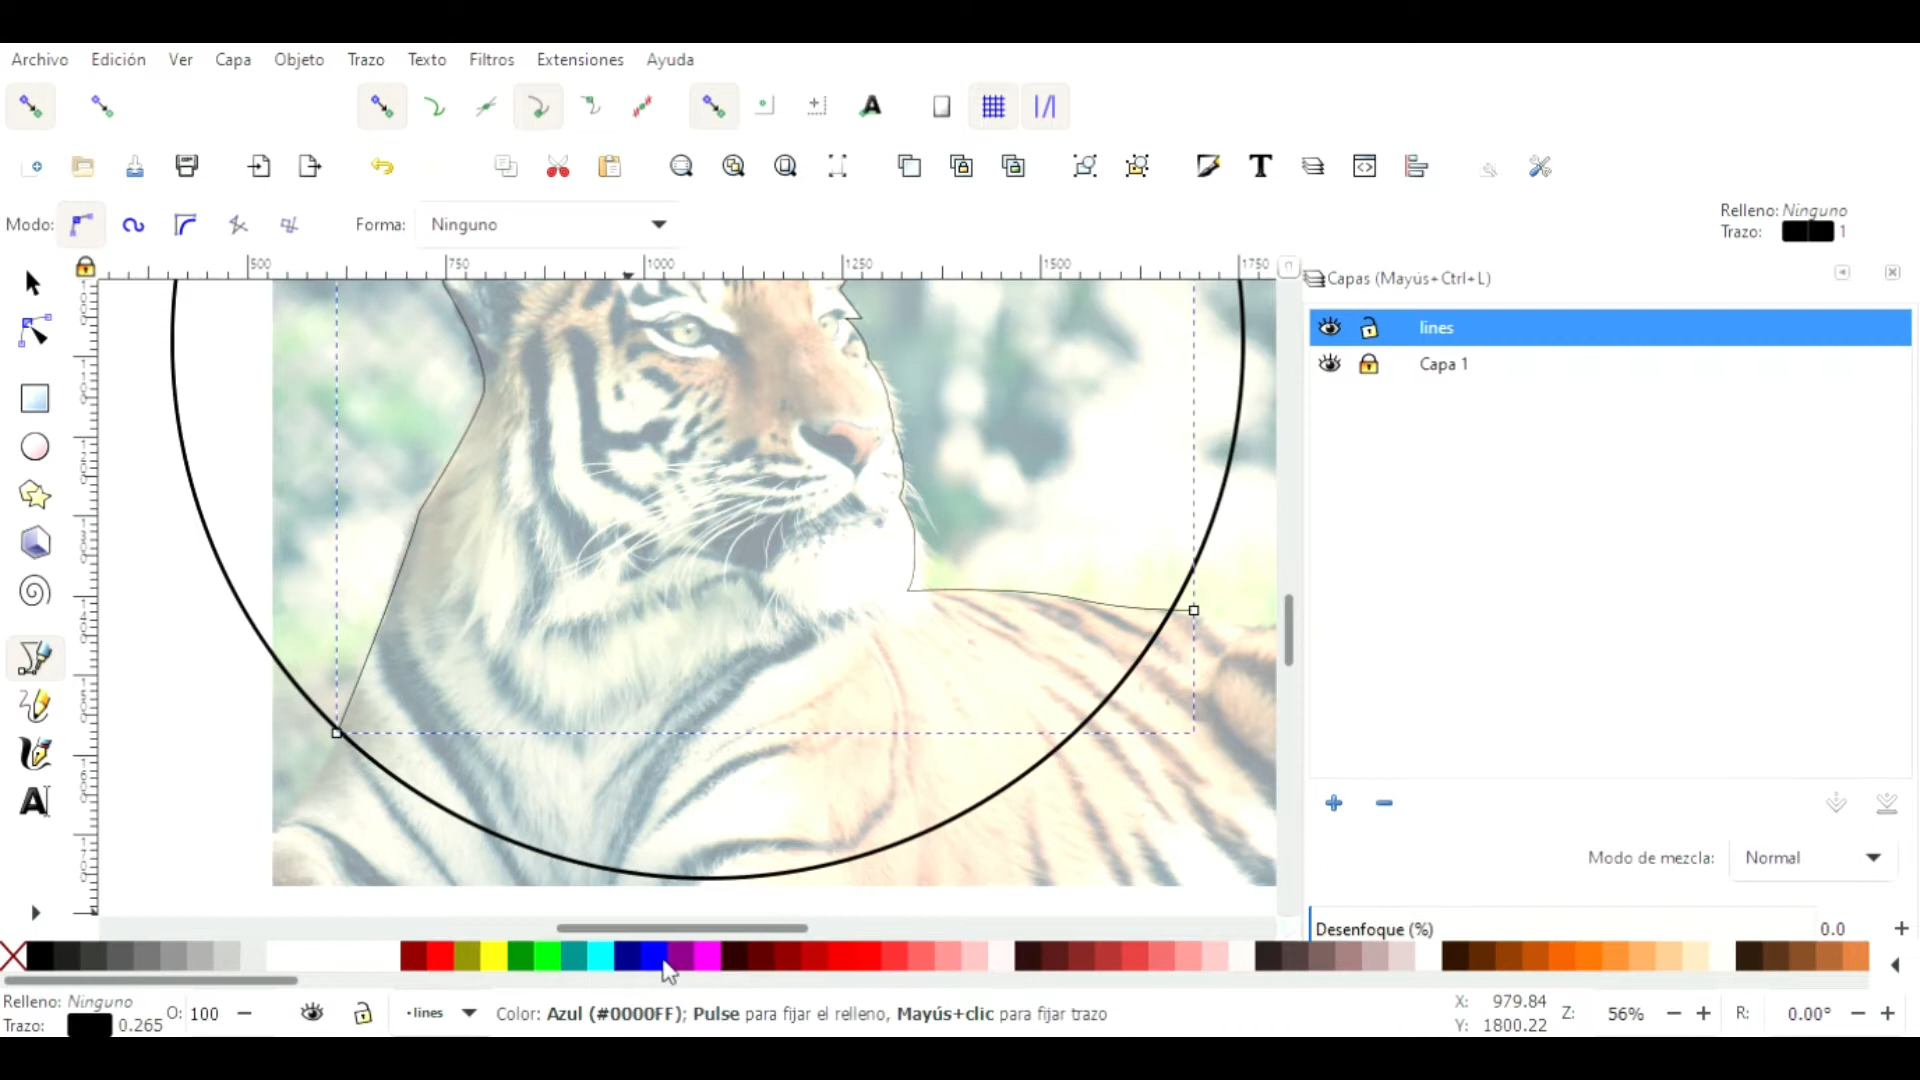 Archivo Edición Ver Capa Objeto Trazo Texto Filtros Extensiones Ayuda
Modo: Forma: Ninguno
Relleno: Ninguno
Trazo: 1
500 750 1000 1250 1500 1750
Capas (Mayús+Ctrl+L)
lines
Capa 1
Modo de mezcla: Normal
Desenfoque (%) 0.0
Relleno: Ninguno
Trazo: 0.265
O: 100
·lines
Color: Azul (#0000FF); Pulse para fijar el relleno, Mayús+clic para fijar trazo
X: 979.84
Y: 1800.22
Z: 56%
R: 0.00°